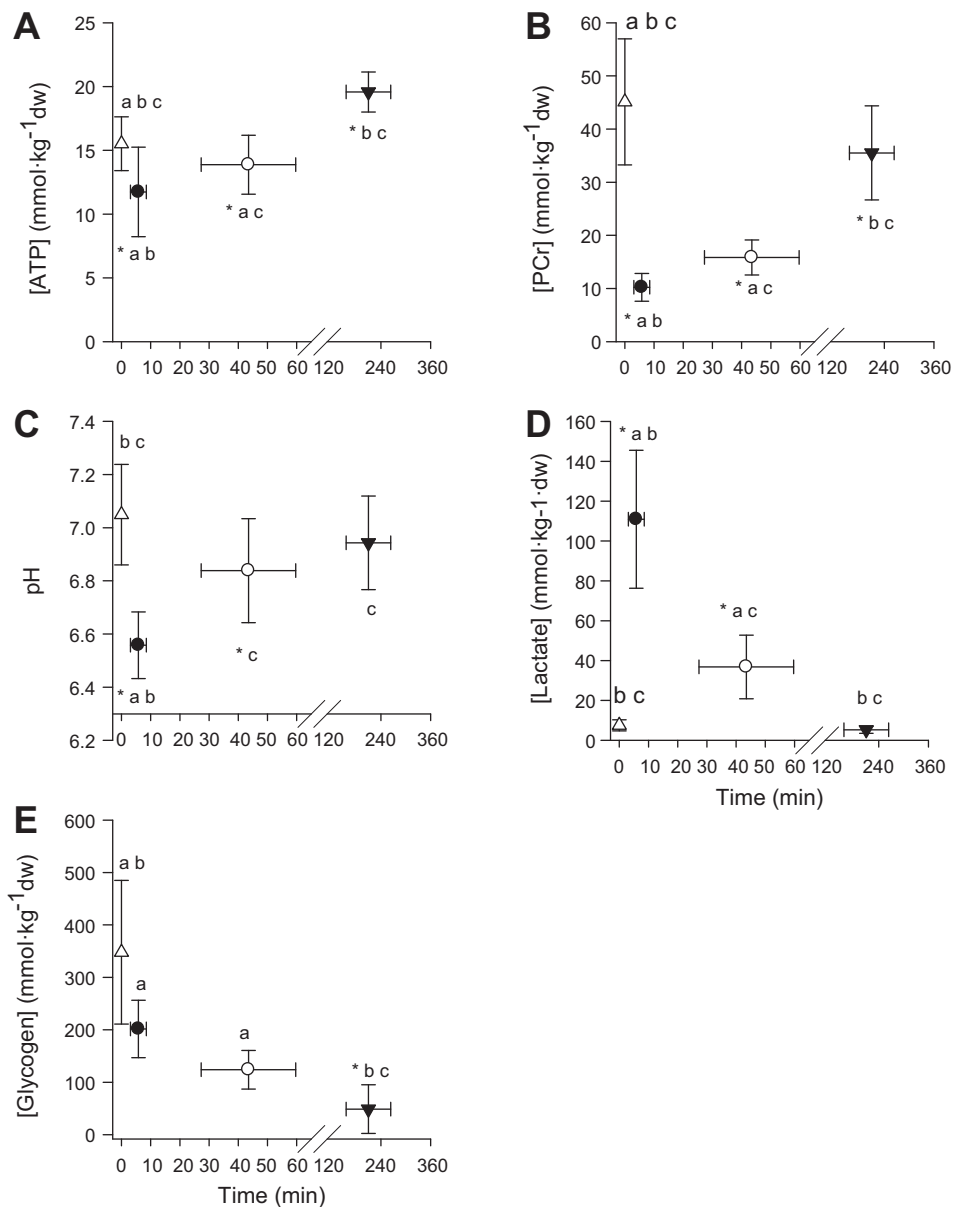 A
[ATP] (mmol·kg-1dw)
25
20
15
10
5
0
a b c
* a b
* a c
* b c
0 10 20 30 40 50 60 120 240 360
B
[PCr] (mmol·kg-1dw)
60
50
40
30
20
10
0
a b c
* a b
* a c
* b c
0 10 20 30 40 50 60 120 240 360
C
pH
7.4
7.2
7.0
6.8
6.6
6.4
6.2
b c
* a b
* c
c
0 10 20 30 40 50 60 120 240 360
D
[Lactate] (mmol·kg-1·dw)
160
140
120
100
80
60
40
20
0
* a b
* a c
b c
b c
0 10 20 30 40 50 60 120 240 360
Time (min)
E
[Glycogen] (mmol·kg-1dw)
600
500
400
300
200
100
0
a b
a
a
* b c
0 10 20 30 40 50 60 120 240 360
Time (min)